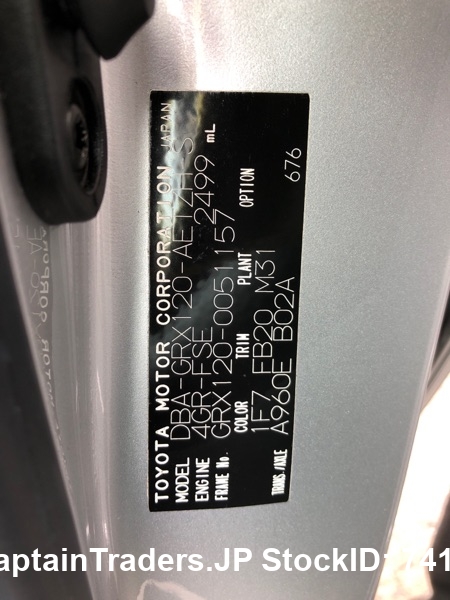 TOYOTA MOTOR CORPORATION JAPAN
MODEL DBA-GRX120-AETZH-S
ENGINE 4GR-FSE 2499 mL
FRAME No. GRX120-0051157
COLOR TRIM PLANT OPTION
1F7 FB20 M31
TRANS./AXLE A960E B02A 676
aptainTraders.JP StockID: